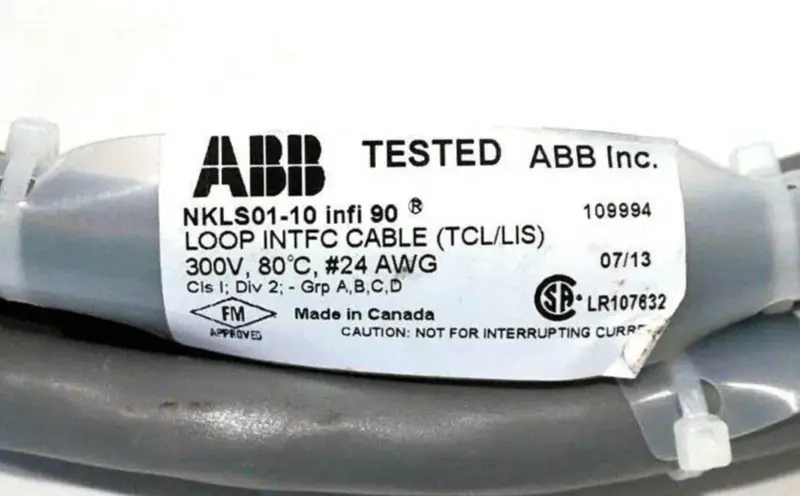 ABB TESTED ABB Inc.
NKLS01-10 infi 90 ® 109994
LOOP INTFC CABLE (TCL/LIS)
300V, 80°C, #24 AWG 07/13
Cls I; Div 2; - Grp A,B,C,D
FM APPROVED Made in Canada SA LR107632
CAUTION: NOT FOR INTERRUPTING